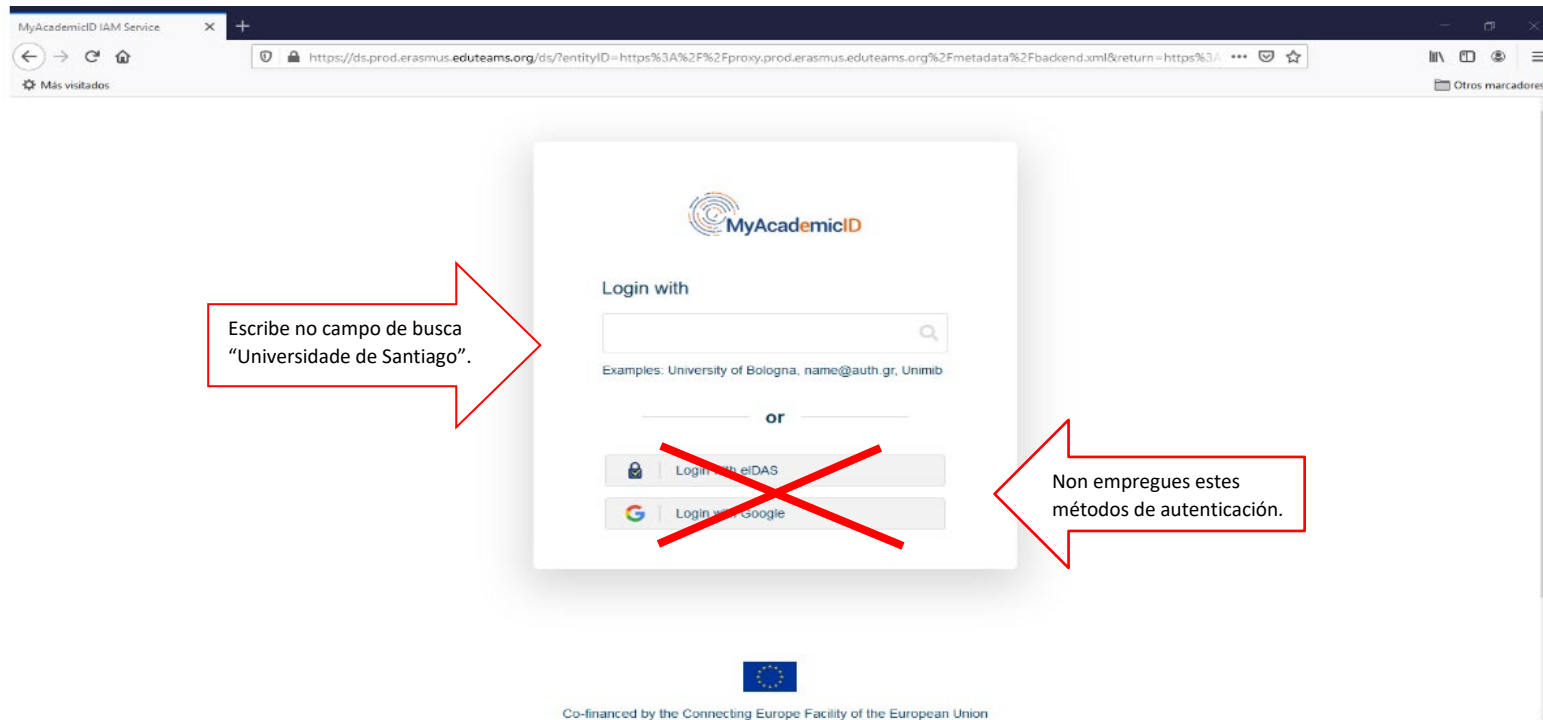 MyAcademicID IAM Service
https://ds.prod.erasmus.eduteams.org/ds/?entityID=https%3A%2F%2Fproxy.prod.erasmus.eduteams.org%2Fmetadata%2Fbackend.xml&return=https%3A
Más visitados
Otros marcadores
MyAcademicID
Login with
Escribe no campo de busca
“Universidade de Santiago”.
Examples: University of Bologna, name@auth.gr, Unimib
or
Login with eIDAS
Login with Google
Non empregues estes
métodos de autenticación.
Co-financed by the Connecting Europe Facility of the European Union